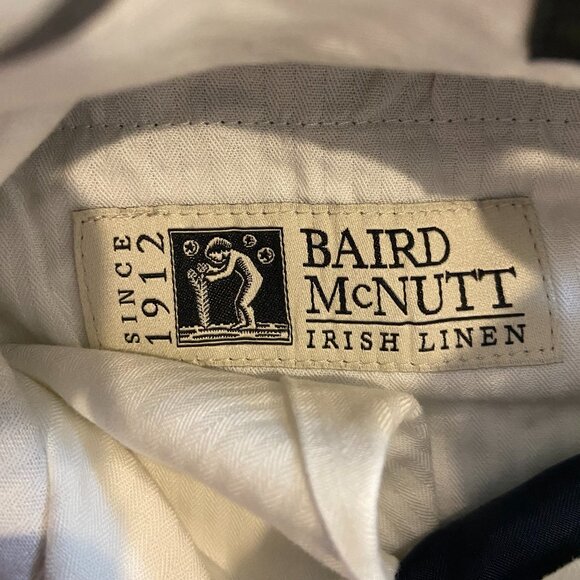 SINCE
1912
BAIRD
McNUTT
IRISH LINEN